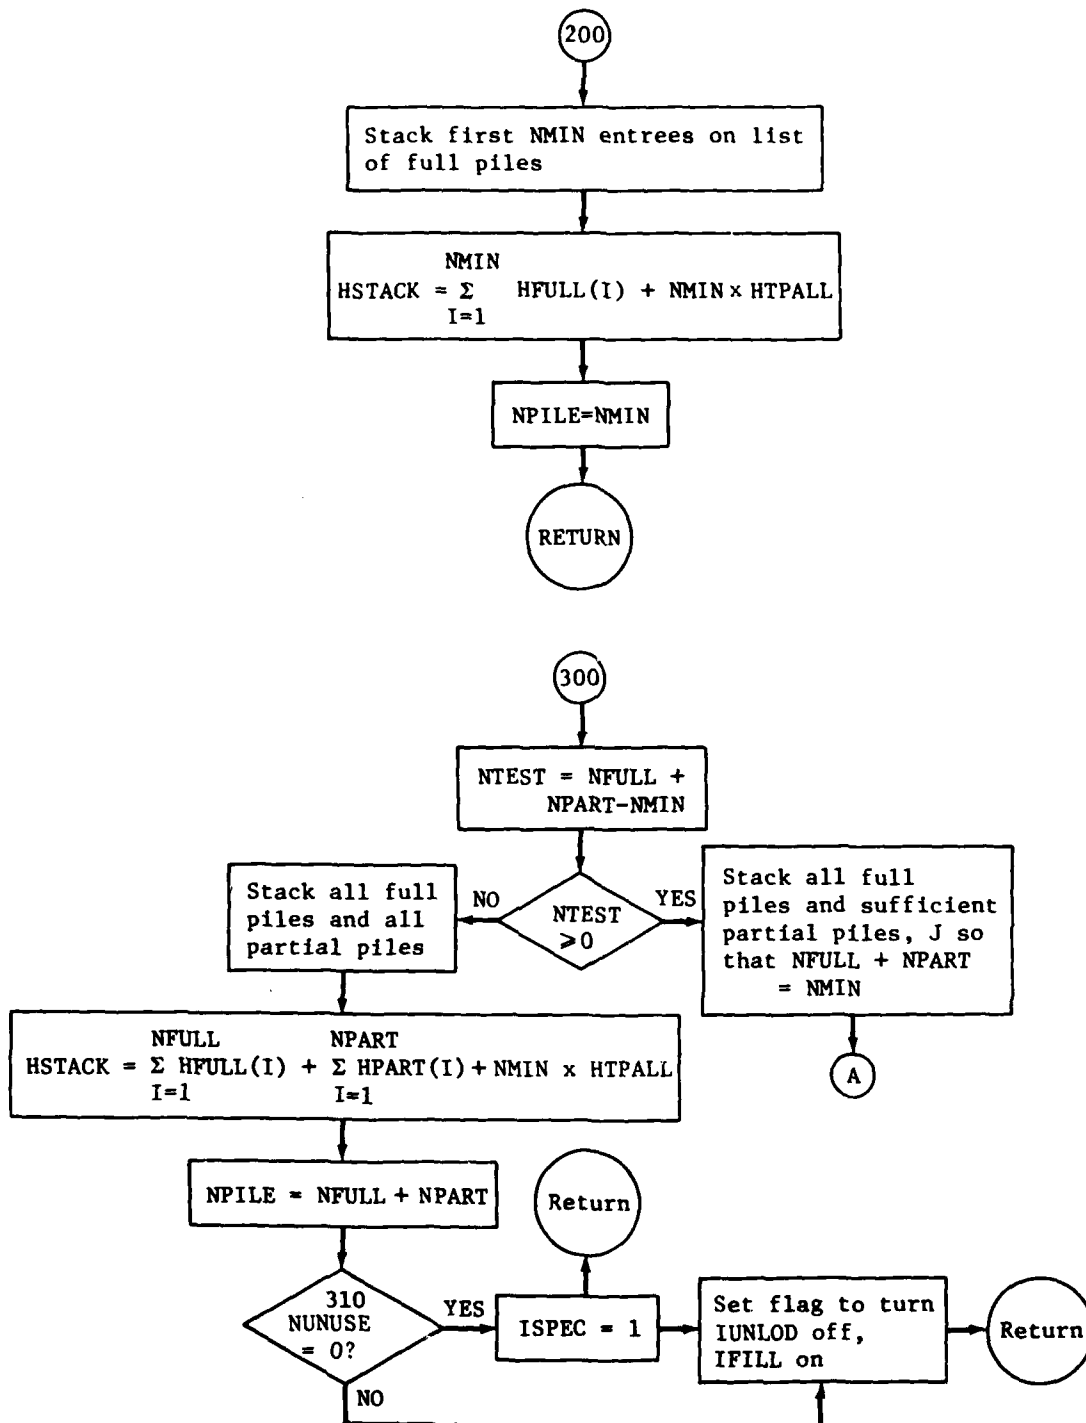 200
Stack first NMIN entrees on list
of full piles
NMIN
HSTACK = Σ HFULL(I) + NMIN × HTPALL
I=1
NPILE=NMIN
RETURN
300
NTEST = NFULL +
NPART-NMIN
NTEST
≥0
NO
YES
Stack all full
piles and all
partial piles
Stack all full
piles and sufficient
partial piles, J so
that NFULL + NPART
= NMIN
A
NFULL NPART
HSTACK = Σ HFULL(I) + Σ HPART(I) + NMIN x HTPALL
I=1 I=1
NPILE = NFULL + NPART
Return
310
NUNUSE
= 0?
YES
NO
ISPEC = 1
Set flag to turn
IUNLOD off,
IFILL on
Return